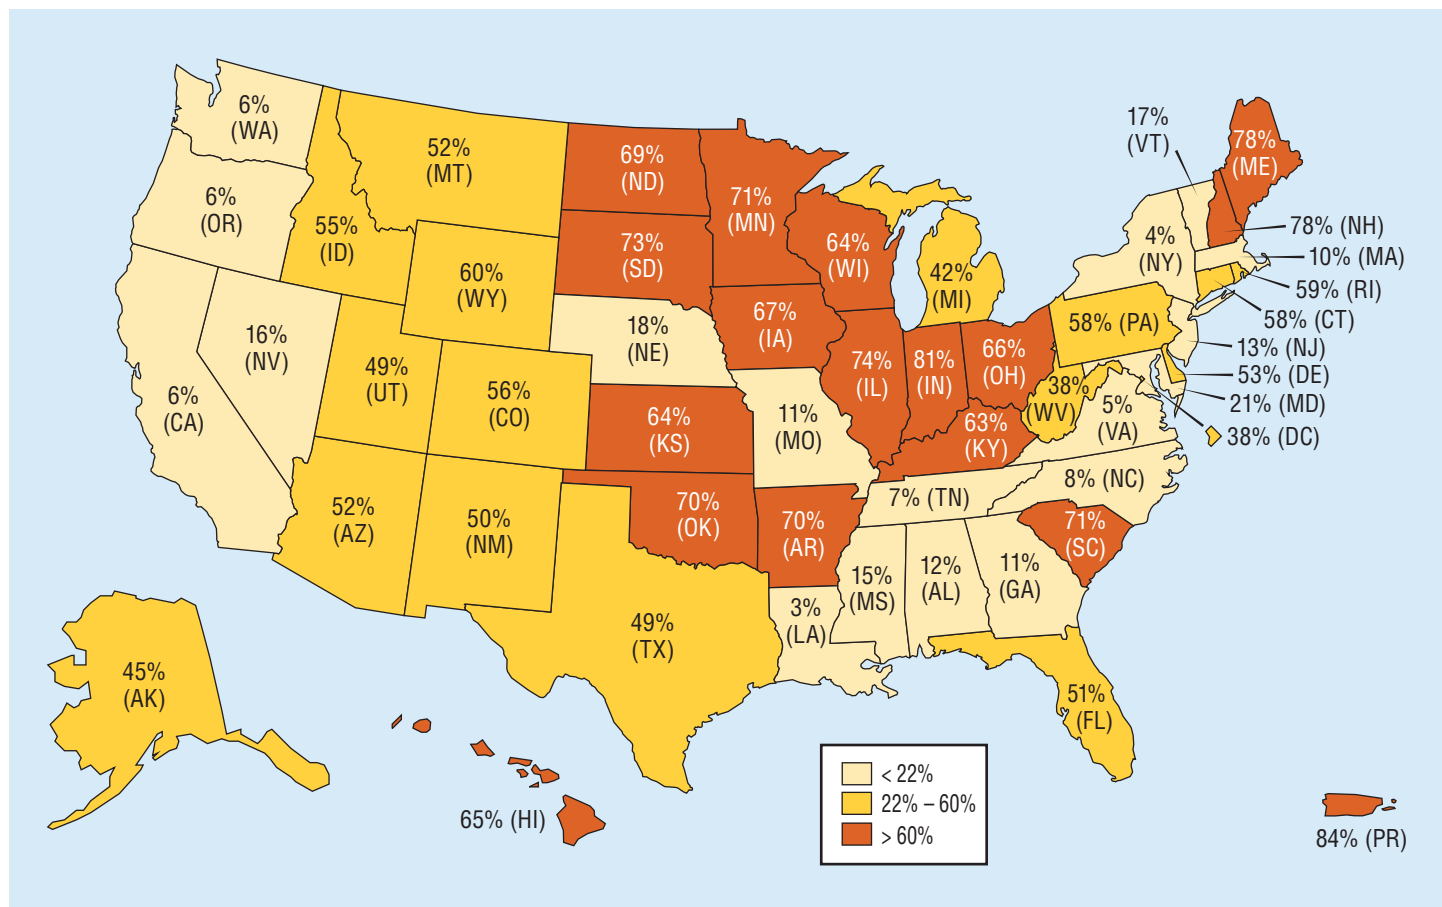 6%
(WA)
6%
(OR)
6%
(CA)
16%
(NV)
55%
(ID)
52%
(MT)
60%
(WY)
49%
(UT)
56%
(CO)
52%
(AZ)
50%
(NM)
69%
(ND)
73%
(SD)
18%
(NE)
64%
(KS)
70%
(OK)
49%
(TX)
71%
(MN)
67%
(IA)
11%
(MO)
70%
(AR)
3%
(LA)
64%
(WI)
74%
(IL)
42%
(MI)
81%
(IN)
66%
(OH)
63%
(KY)
7% (TN)
15%
(MS)
12%
(AL)
11%
(GA)
51%
(FL)
71%
(SC)
8% (NC)
5%
(VA)
38%
(WV)
58% (PA)
4%
(NY)
17%
(VT)
78%
(ME)
78% (NH)
10% (MA)
59% (RI)
58% (CT)
13% (NJ)
53% (DE)
21% (MD)
38% (DC)
45%
(AK)
65% (HI)
84% (PR)
< 22%
22% – 60%
> 60%